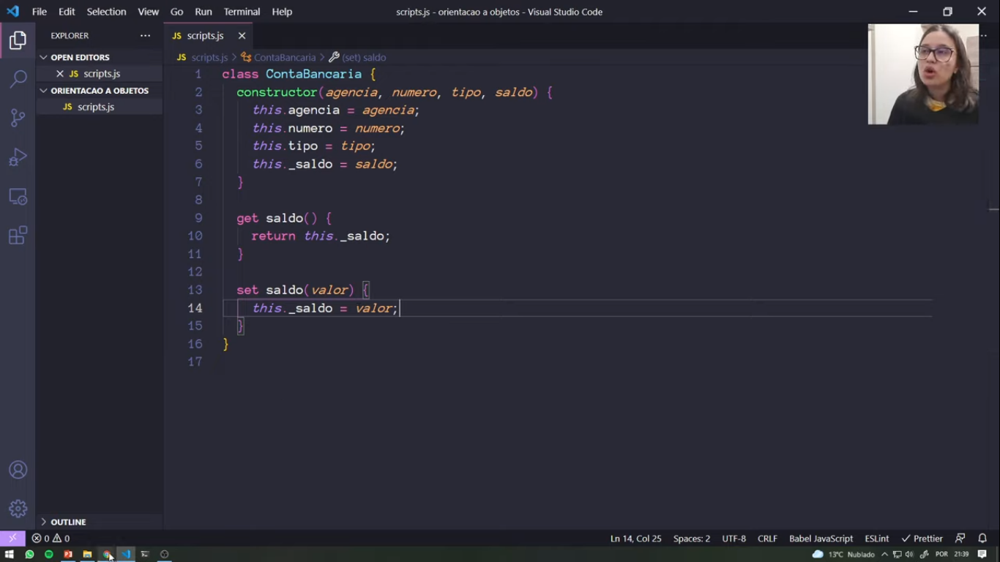 File Edit Selection View Go Run Terminal Help
scripts.js - orientacao a objetos - Visual Studio Code
EXPLORER
OPEN EDITORS
JS scripts.js
ORIENTACAO A OBJETOS
JS scripts.js
OUTLINE
JS scripts.js
JS scripts.js > ContaBancaria > (set) saldo
1 class ContaBancaria {
2 constructor(agencia, numero, tipo, saldo) {
3 this.agencia = agencia;
4 this.numero = numero;
5 this.tipo = tipo;
6 this._saldo = saldo;
7 }
8
9 get saldo() {
10 return this._saldo;
11 }
12
13 set saldo(valor) {
14 this._saldo = valor;
15 }
16 }
17
0 0 Ln 14, Col 25 Spaces: 2 UTF-8 CRLF Babel JavaScript ESLint Prettier
13°C Nublado POR 21:39